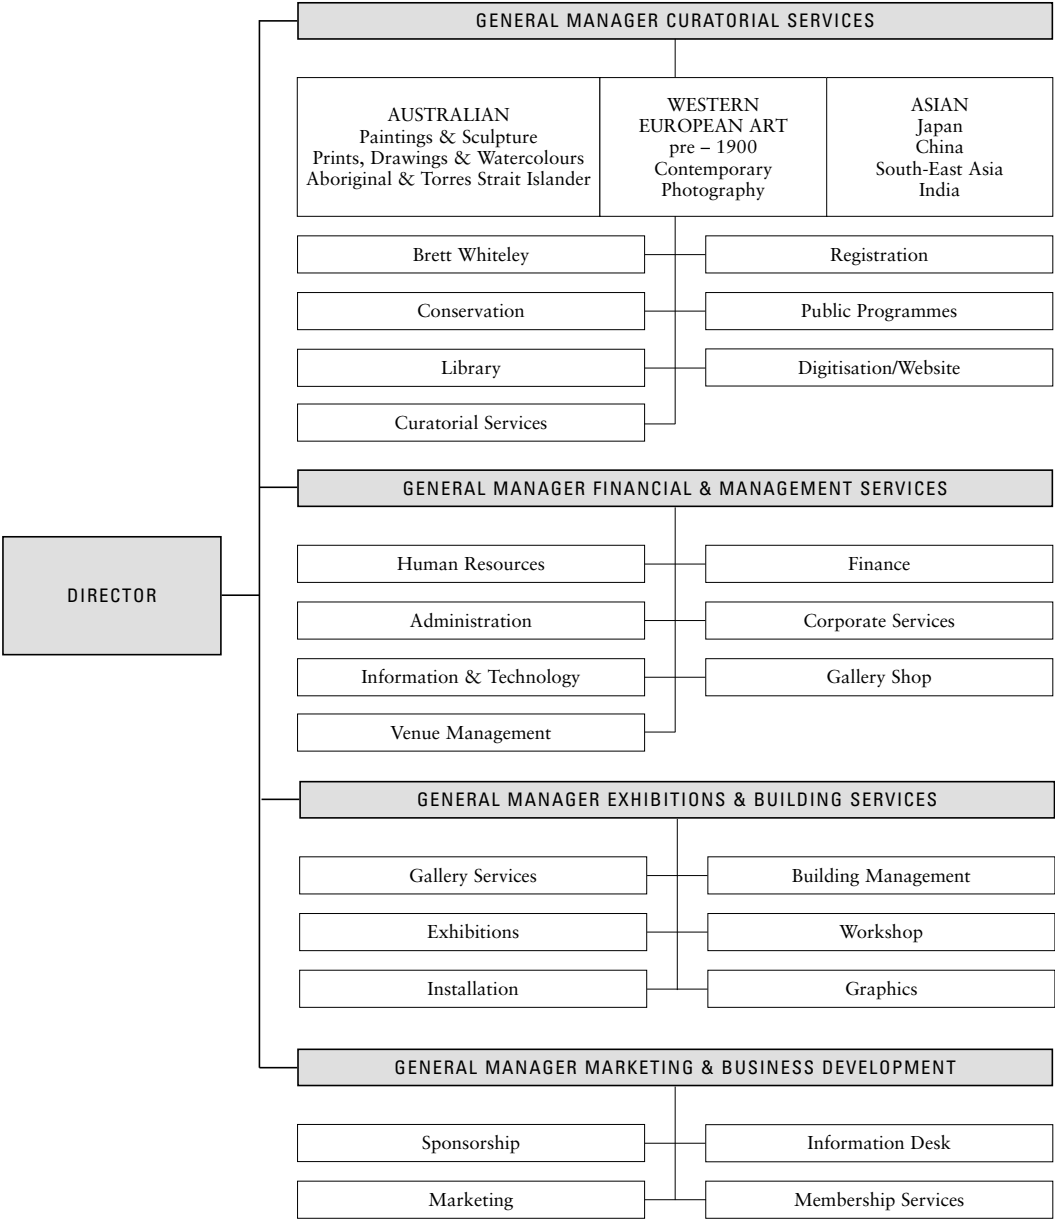 GENERAL MANAGER CURATORIAL SERVICES
AUSTRALIAN
Paintings & Sculpture
Prints, Drawings & Watercolours
Aboriginal & Torres Strait Islander
WESTERN
EUROPEAN ART
pre – 1900
Contemporary
Photography
ASIAN
Japan
China
South-East Asia
India
Brett Whiteley
Registration
Conservation
Public Programmes
Library
Digitisation/Website
Curatorial Services
GENERAL MANAGER FINANCIAL & MANAGEMENT SERVICES
Human Resources
Finance
DIRECTOR
Administration
Corporate Services
Information & Technology
Gallery Shop
Venue Management
GENERAL MANAGER EXHIBITIONS & BUILDING SERVICES
Gallery Services
Building Management
Exhibitions
Workshop
Installation
Graphics
GENERAL MANAGER MARKETING & BUSINESS DEVELOPMENT
Sponsorship
Information Desk
Marketing
Membership Services